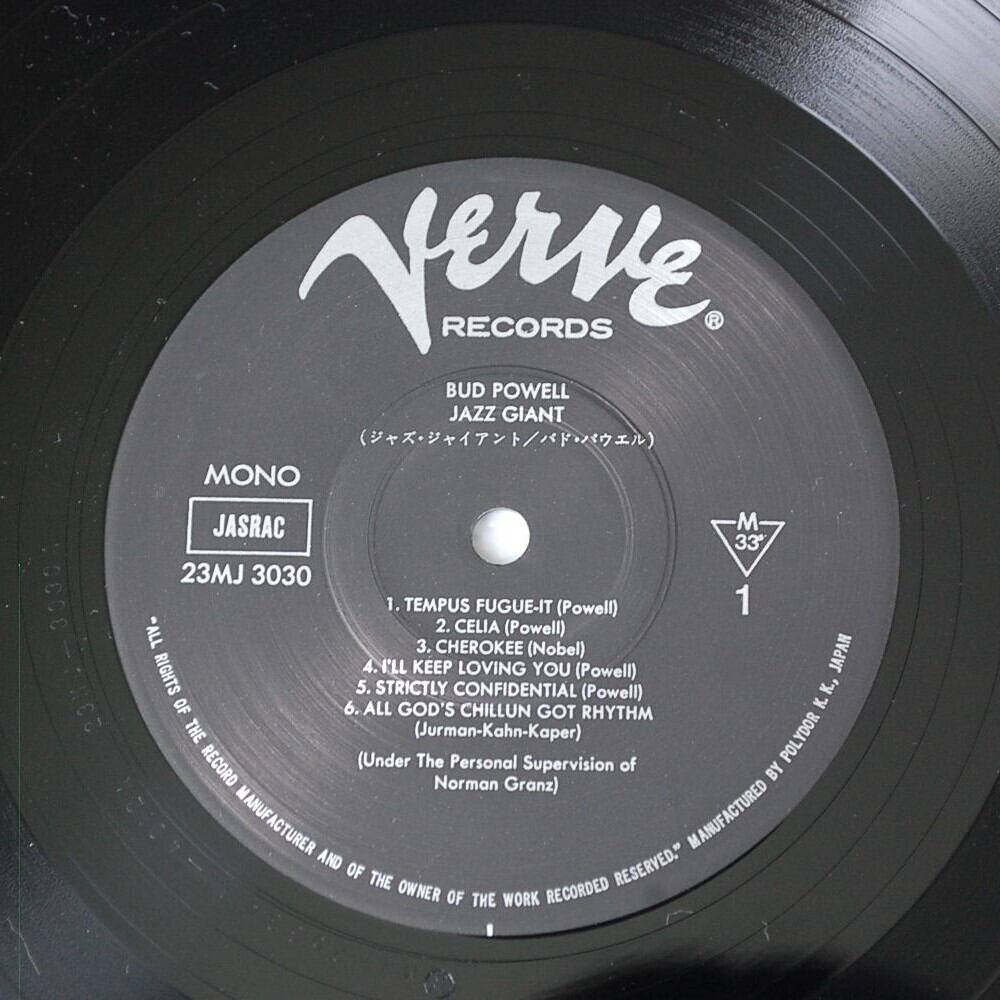 Verve
RECORDS ®
BUD POWELL
JAZZ GIANT
(ジャズ・ジャイアント/バド・パウエル)
MONO
JASRAC
23MJ 3030
M
33⅓
1
1. TEMPUS FUGUE-IT (Powell)
2. CELIA (Powell)
3. CHEROKEE (Nobel)
4. I'LL KEEP LOVING YOU (Powell)
5. STRICTLY CONFIDENTIAL (Powell)
6. ALL GOD'S CHILLUN GOT RHYTHM
(Jurman-Kahn-Kaper)
(Under The Personal Supervision of
Norman Granz)
"ALL RIGHTS OF THE RECORD MANUFACTURER AND OF THE OWNER OF THE WORK RECORDED RESERVED." MANUFACTURED BY POLYDOR K. K., JAPAN